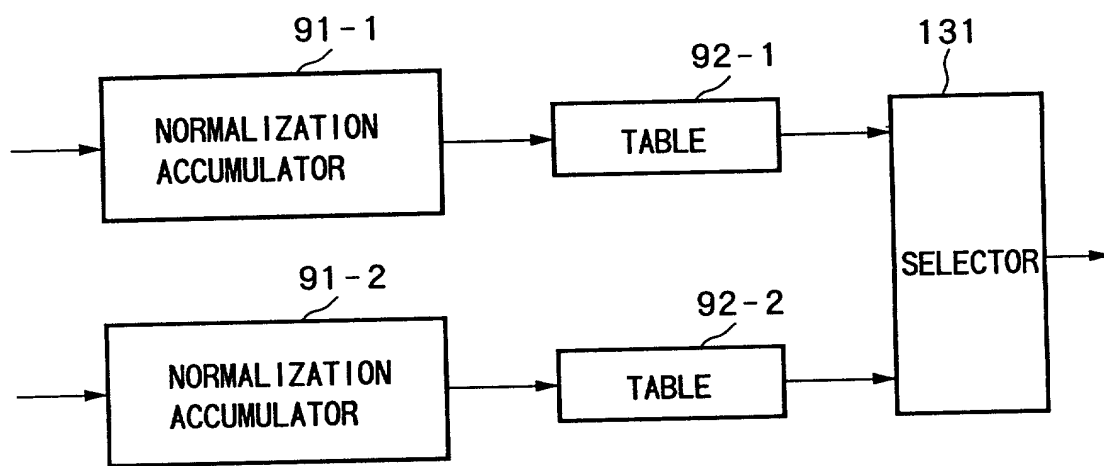 91-1
92-1
131
NORMALIZATION
ACCUMULATOR
TABLE
SELECTOR
91-2
92-2
NORMALIZATION
ACCUMULATOR
TABLE